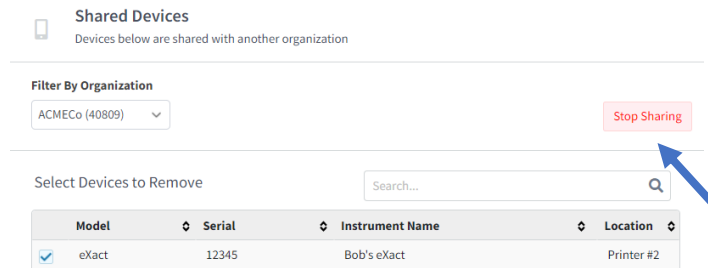 Shared Devices
Devices below are shared with another organization
Filter By Organization
ACMECo (40809)
Stop Sharing
Select Devices to Remove
Search...
Model Serial Instrument Name Location
eXact 12345 Bob's eXact Printer #2